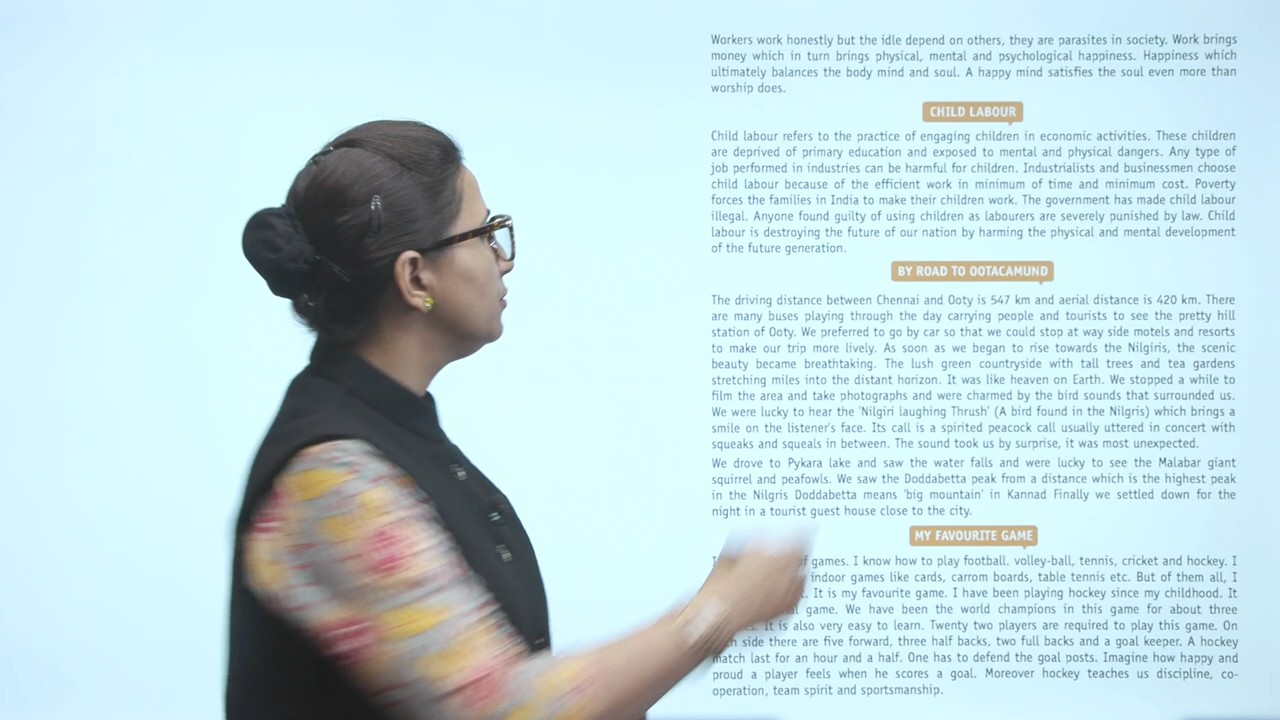 Workers work honestly but the idle depend on others, they are parasites in society. Work brings
money which in turn brings physical, mental and psychological happiness. Happiness which
ultimately balances the body mind and soul. A happy mind satisfies the soul even more than
worship does.
CHILD LABOUR
Child labour refers to the practice of engaging children in economic activities. These children
are deprived of primary education and exposed to mental and physical dangers. Any type of
job performed in industries can be harmful for children. Industrialists and businessmen choose
child labour because of the efficient work in minimum of time and minimum cost. Poverty
forces the families in India to make their children work. The government has made child labour
illegal. Anyone found guilty of using children as labourers are severely punished by law. Child
labour is destroying the future of our nation by harming the physical and mental development
of the future generation.
BY ROAD TO OOTACAMUND
The driving distance between Chennai and Ooty is 547 km and aerial distance is 420 km. There
are many buses playing through the day carrying people and tourists to see the pretty hill
station of Ooty. We preferred to go by car so that we could stop at way side motels and resorts
to make our trip more lively. As soon as we began to rise towards the Nilgiris, the scenic
beauty became breathtaking. The lush green countryside with tall trees and tea gardens
stretching miles into the distant horizon. It was like heaven on Earth. We stopped a while to
film the area and take photographs and were charmed by the bird sounds that surrounded us.
We were lucky to hear the 'Nilgiri laughing Thrush' (A bird found in the Nilgris) which brings a
smile on the listener's face. Its call is a spirited peacock call usually uttered in concert with
squeaks and squeals in between. The sound took us by surprise, it was most unexpected.
We drove to Pykara lake and saw the water falls and were lucky to see the Malabar giant
squirrel and peafowls. We saw the Doddabetta peak from a distance which is the highest peak
in the Nilgris Doddabetta means 'big mountain' in Kannad Finally we settled down for the
night in a tourist guest house close to the city.
MY FAVOURITE GAME
games. I know how to play football. volley-ball, tennis, cricket and hockey. I
indoor games like cards, carrom boards, table tennis etc. But of them all, I
It is my favourite game. I have been playing hockey since my childhood. It
game. We have been the world champions in this game for about three
It is also very easy to learn. Twenty two players are required to play this game. On
side there are five forward, three half backs, two full backs and a goal keeper. A hockey
match last for an hour and a half. One has to defend the goal posts. Imagine how happy and
proud a player feels when he scores a goal. Moreover hockey teaches us discipline, co-
operation, team spirit and sportsmanship.